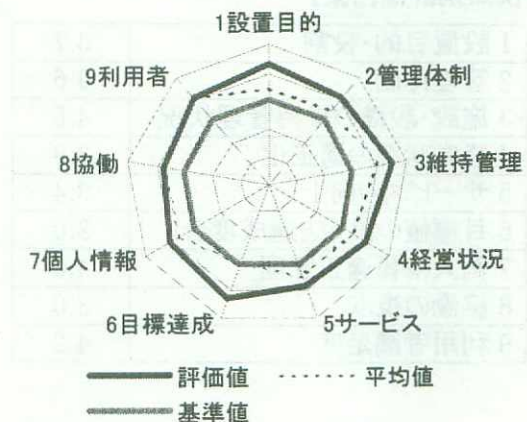 1設置目的
9利用者
2管理体制
8協働
3維持管理
7個人情報
4経営状況
6目標達成
5サービス
評価値
平均値
基準値